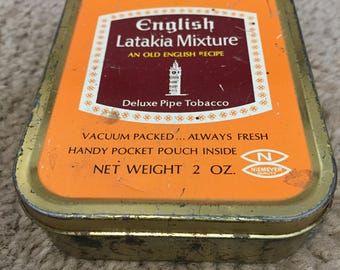 English
Latakia Mixture
AN OLD ENGLISH RECIPE
Deluxe Pipe Tobacco
VACUUM PACKED...ALWAYS FRESH
HANDY POCKET POUCH INSIDE
NET WEIGHT 2 OZ.
N
NIEMEYER